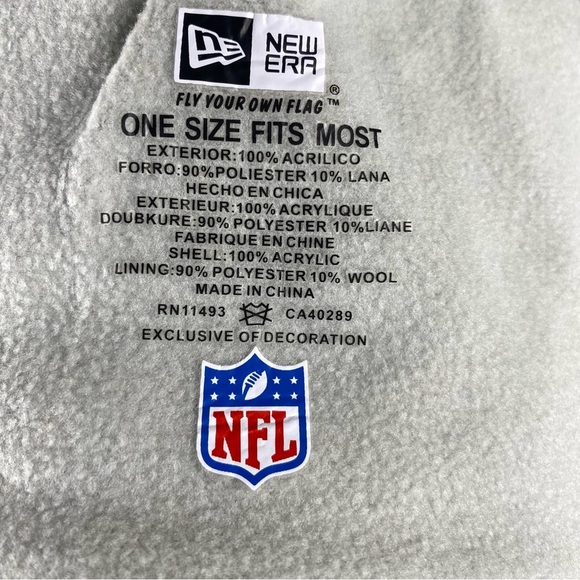 NEW
ERA
®
FLY YOUR OWN FLAG™
ONE SIZE FITS MOST
EXTERIOR:100% ACRILICO
FORRO:90%POLIESTER 10% LANA
HECHO EN CHICA
EXTERIEUR:100% ACRYLIQUE
DOUBKURE:90% POLYESTER 10%LIANE
FABRIQUE EN CHINE
SHELL:100% ACRYLIC
LINING:90% POLYESTER 10% WOOL
MADE IN CHINA
RN11493 CA40289
EXCLUSIVE OF DECORATION
NFL